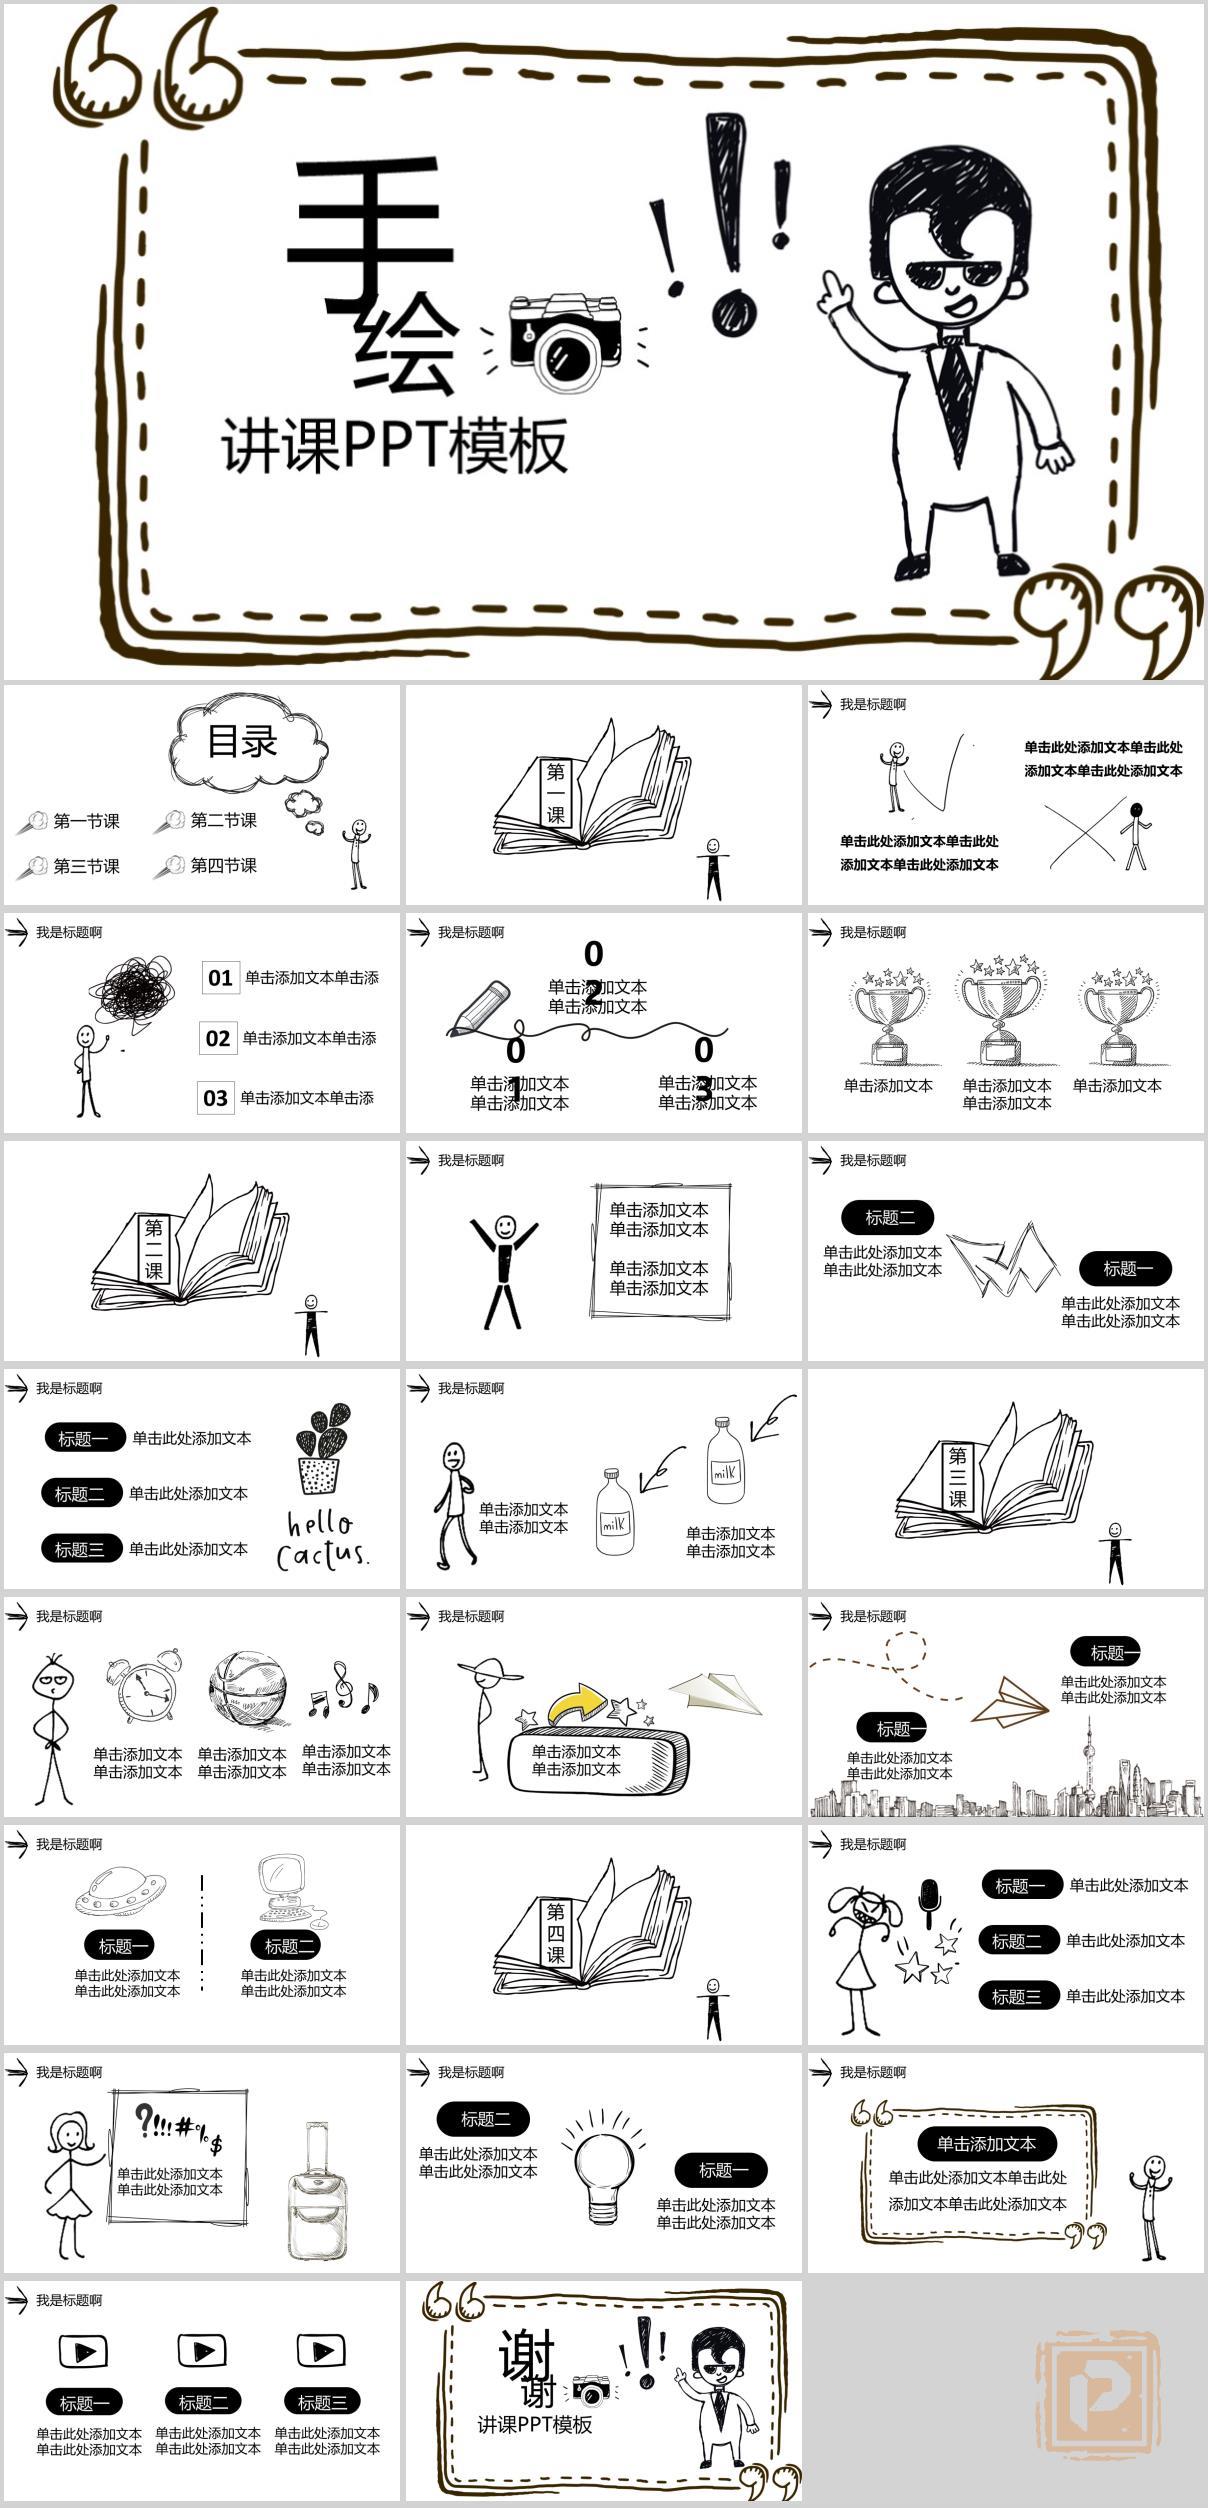 手
绘
讲课PPT模板
目录
第一节课
第二节课
第三节课
第四节课
第
一
课
我是标题啊
单击此处添加文本单击此处
添加文本单击此处添加文本
单击此处添加文本单击此处
添加文本单击此处添加文本
我是标题啊
01 单击添加文本单击添
02 单击添加文本单击添
03 单击添加文本单击添
我是标题啊
0
2
单击添加文本
单击添加文本
0
1
单击添加文本
单击添加文本
0
3
单击添加文本
单击添加文本
我是标题啊
单击添加文本
单击添加文本
单击添加文本
单击添加文本
第
二
课
我是标题啊
单击添加文本
单击添加文本
单击添加文本
单击添加文本
我是标题啊
标题二
单击此处添加文本
单击此处添加文本
标题一
单击此处添加文本
单击此处添加文本
我是标题啊
标题一 单击此处添加文本
标题二 单击此处添加文本
标题三 单击此处添加文本
hello
cactus.
我是标题啊
单击添加文本
单击添加文本
milk
milk
单击添加文本
单击添加文本
第
三
课
我是标题啊
单击添加文本
单击添加文本
单击添加文本
单击添加文本
单击添加文本
单击添加文本
我是标题啊
单击添加文本
单击添加文本
我是标题啊
标题一
单击此处添加文本
单击此处添加文本
标题一
单击此处添加文本
单击此处添加文本
我是标题啊
标题一
单击此处添加文本
单击此处添加文本
标题二
单击此处添加文本
单击此处添加文本
第
四
课
我是标题啊
标题一 单击此处添加文本
标题二 单击此处添加文本
标题三 单击此处添加文本
我是标题啊
?!!!#%$
单击此处添加文本
单击此处添加文本
我是标题啊
标题二
单击此处添加文本
单击此处添加文本
标题一
单击此处添加文本
单击此处添加文本
我是标题啊
单击添加文本
单击此处添加文本单击此处
添加文本单击此处添加文本
我是标题啊
标题一
单击此处添加文本
单击此处添加文本
标题二
单击此处添加文本
单击此处添加文本
标题三
单击此处添加文本
单击此处添加文本
谢
谢
讲课PPT模板
P